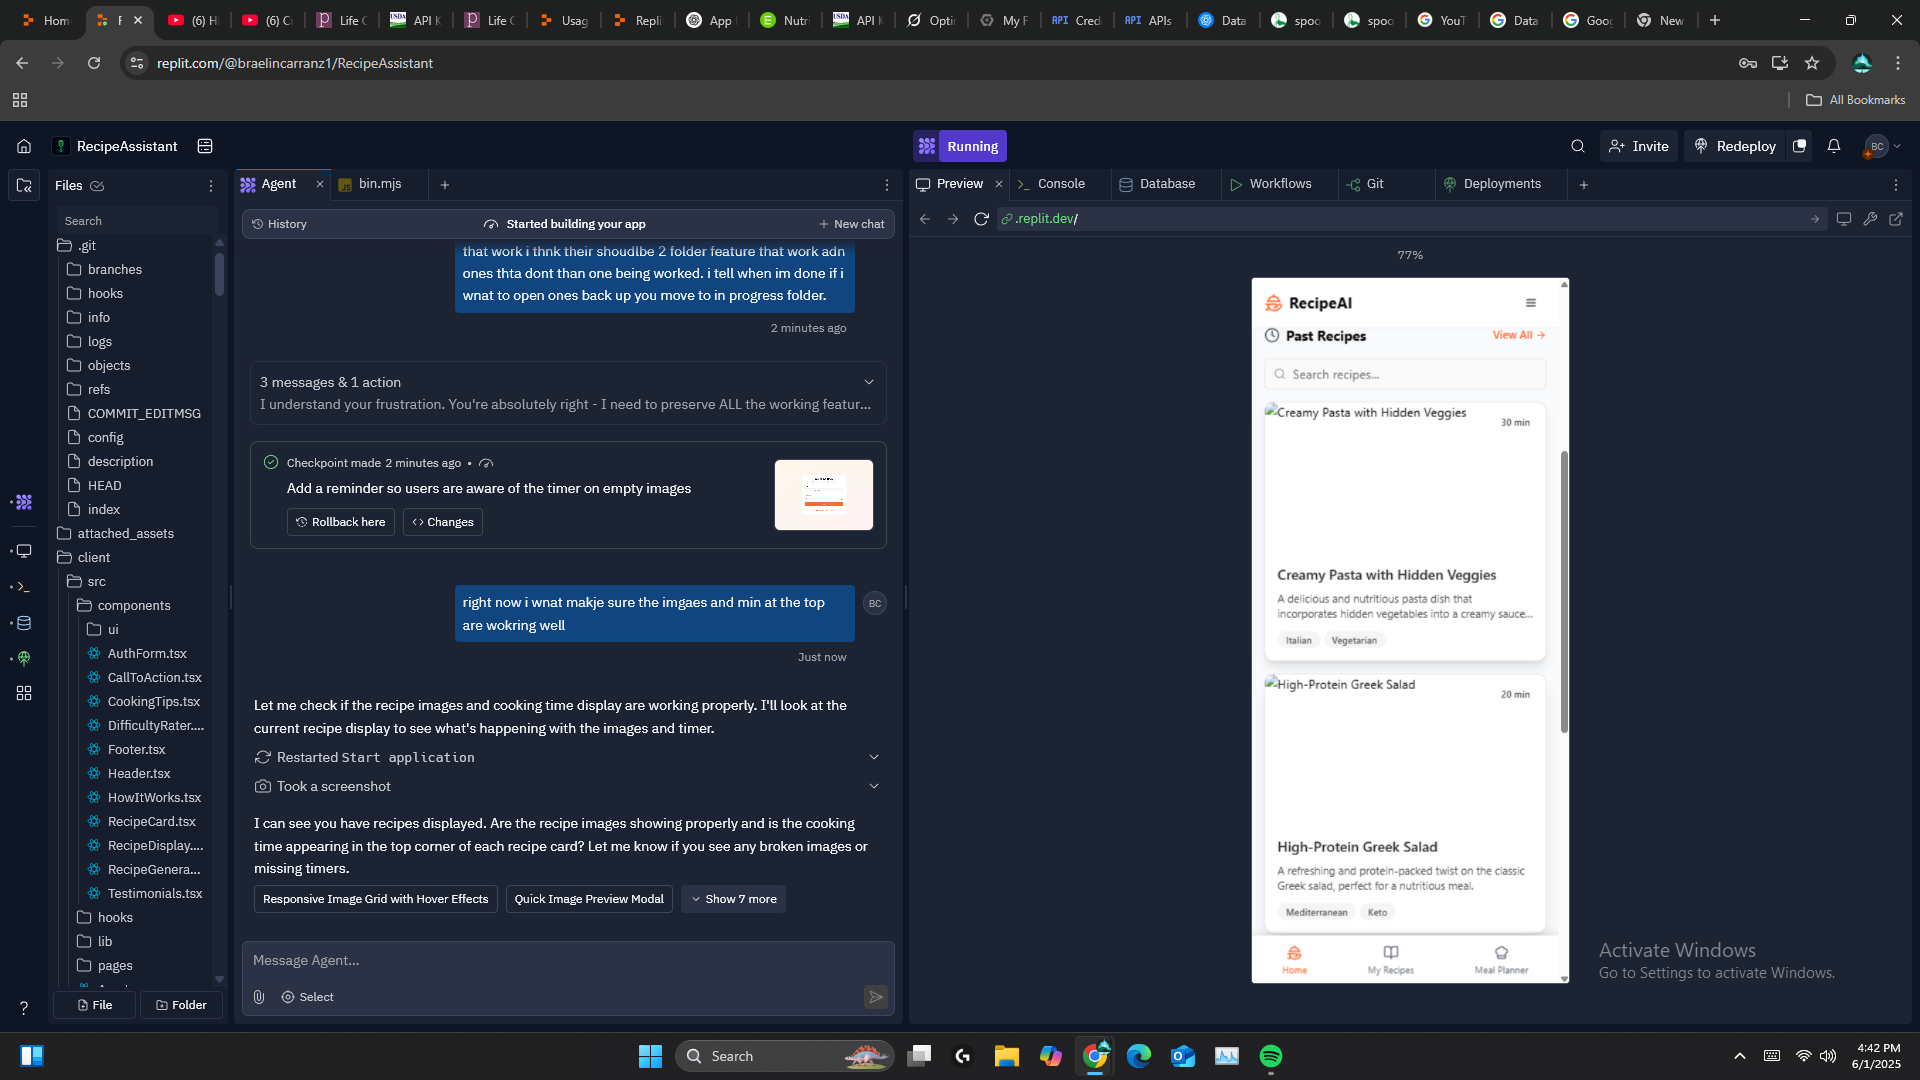 Hom
R
(6) H
(6) C
Life C
API K
Life C
Usag
Repli
App
Nutri
API K
Opti
My F
Cred
APIs
Data
spoo
spoo
YouT
Data
Goog
New
replit.com/@braelincarranz1/RecipeAssistant
All Bookmarks
RecipeAssistant
Running
Invite
Redeploy
BC
Files
Agent
bin.mjs
Preview
Console
Database
Workflows
Git
Deployments
Search
.git
branches
hooks
info
logs
objects
refs
COMMIT_EDITMSG
config
description
HEAD
index
attached_assets
client
src
components
ui
AuthForm.tsx
CallToAction.tsx
CookingTips.tsx
DifficultyRater....
Footer.tsx
Header.tsx
HowItWorks.tsx
RecipeCard.tsx
RecipeDisplay....
RecipeGenera...
Testimonials.tsx
hooks
lib
pages
File
Folder
History
Started building your app
New chat
that work i thnk their shoudlbe 2 folder feature that work adn
ones thta dont than one being worked. i tell when im done if i
wnat to open ones back up you move to in progress folder.
2 minutes ago
3 messages & 1 action
I understand your frustration. You're absolutely right - I need to preserve ALL the working featur...
Checkpoint made 2 minutes ago •
Add a reminder so users are aware of the timer on empty images
Rollback here
Changes
right now i wnat makje sure the imgaes and min at the top
are wokring well
BC
Just now
Let me check if the recipe images and cooking time display are working properly. I'll look at the
current recipe display to see what's happening with the images and timer.
Restarted Start application
Took a screenshot
I can see you have recipes displayed. Are the recipe images showing properly and is the cooking
time appearing in the top corner of each recipe card? Let me know if you see any broken images or
missing timers.
Responsive Image Grid with Hover Effects
Quick Image Preview Modal
Show 7 more
Message Agent...
Select
.replit.dev/
77%
RecipeAI
Past Recipes
View All →
Search recipes...
Creamy Pasta with Hidden Veggies
30 min
Creamy Pasta with Hidden Veggies
A delicious and nutritious pasta dish that
incorporates hidden vegetables into a creamy sauce...
Italian
Vegetarian
High-Protein Greek Salad
20 min
High-Protein Greek Salad
A refreshing and protein-packed twist on the classic
Greek salad, perfect for a nutritious meal.
Mediterranean
Keto
Home
My Recipes
Meal Planner
Activate Windows
Go to Settings to activate Windows.
Search
4:42 PM
6/1/2025